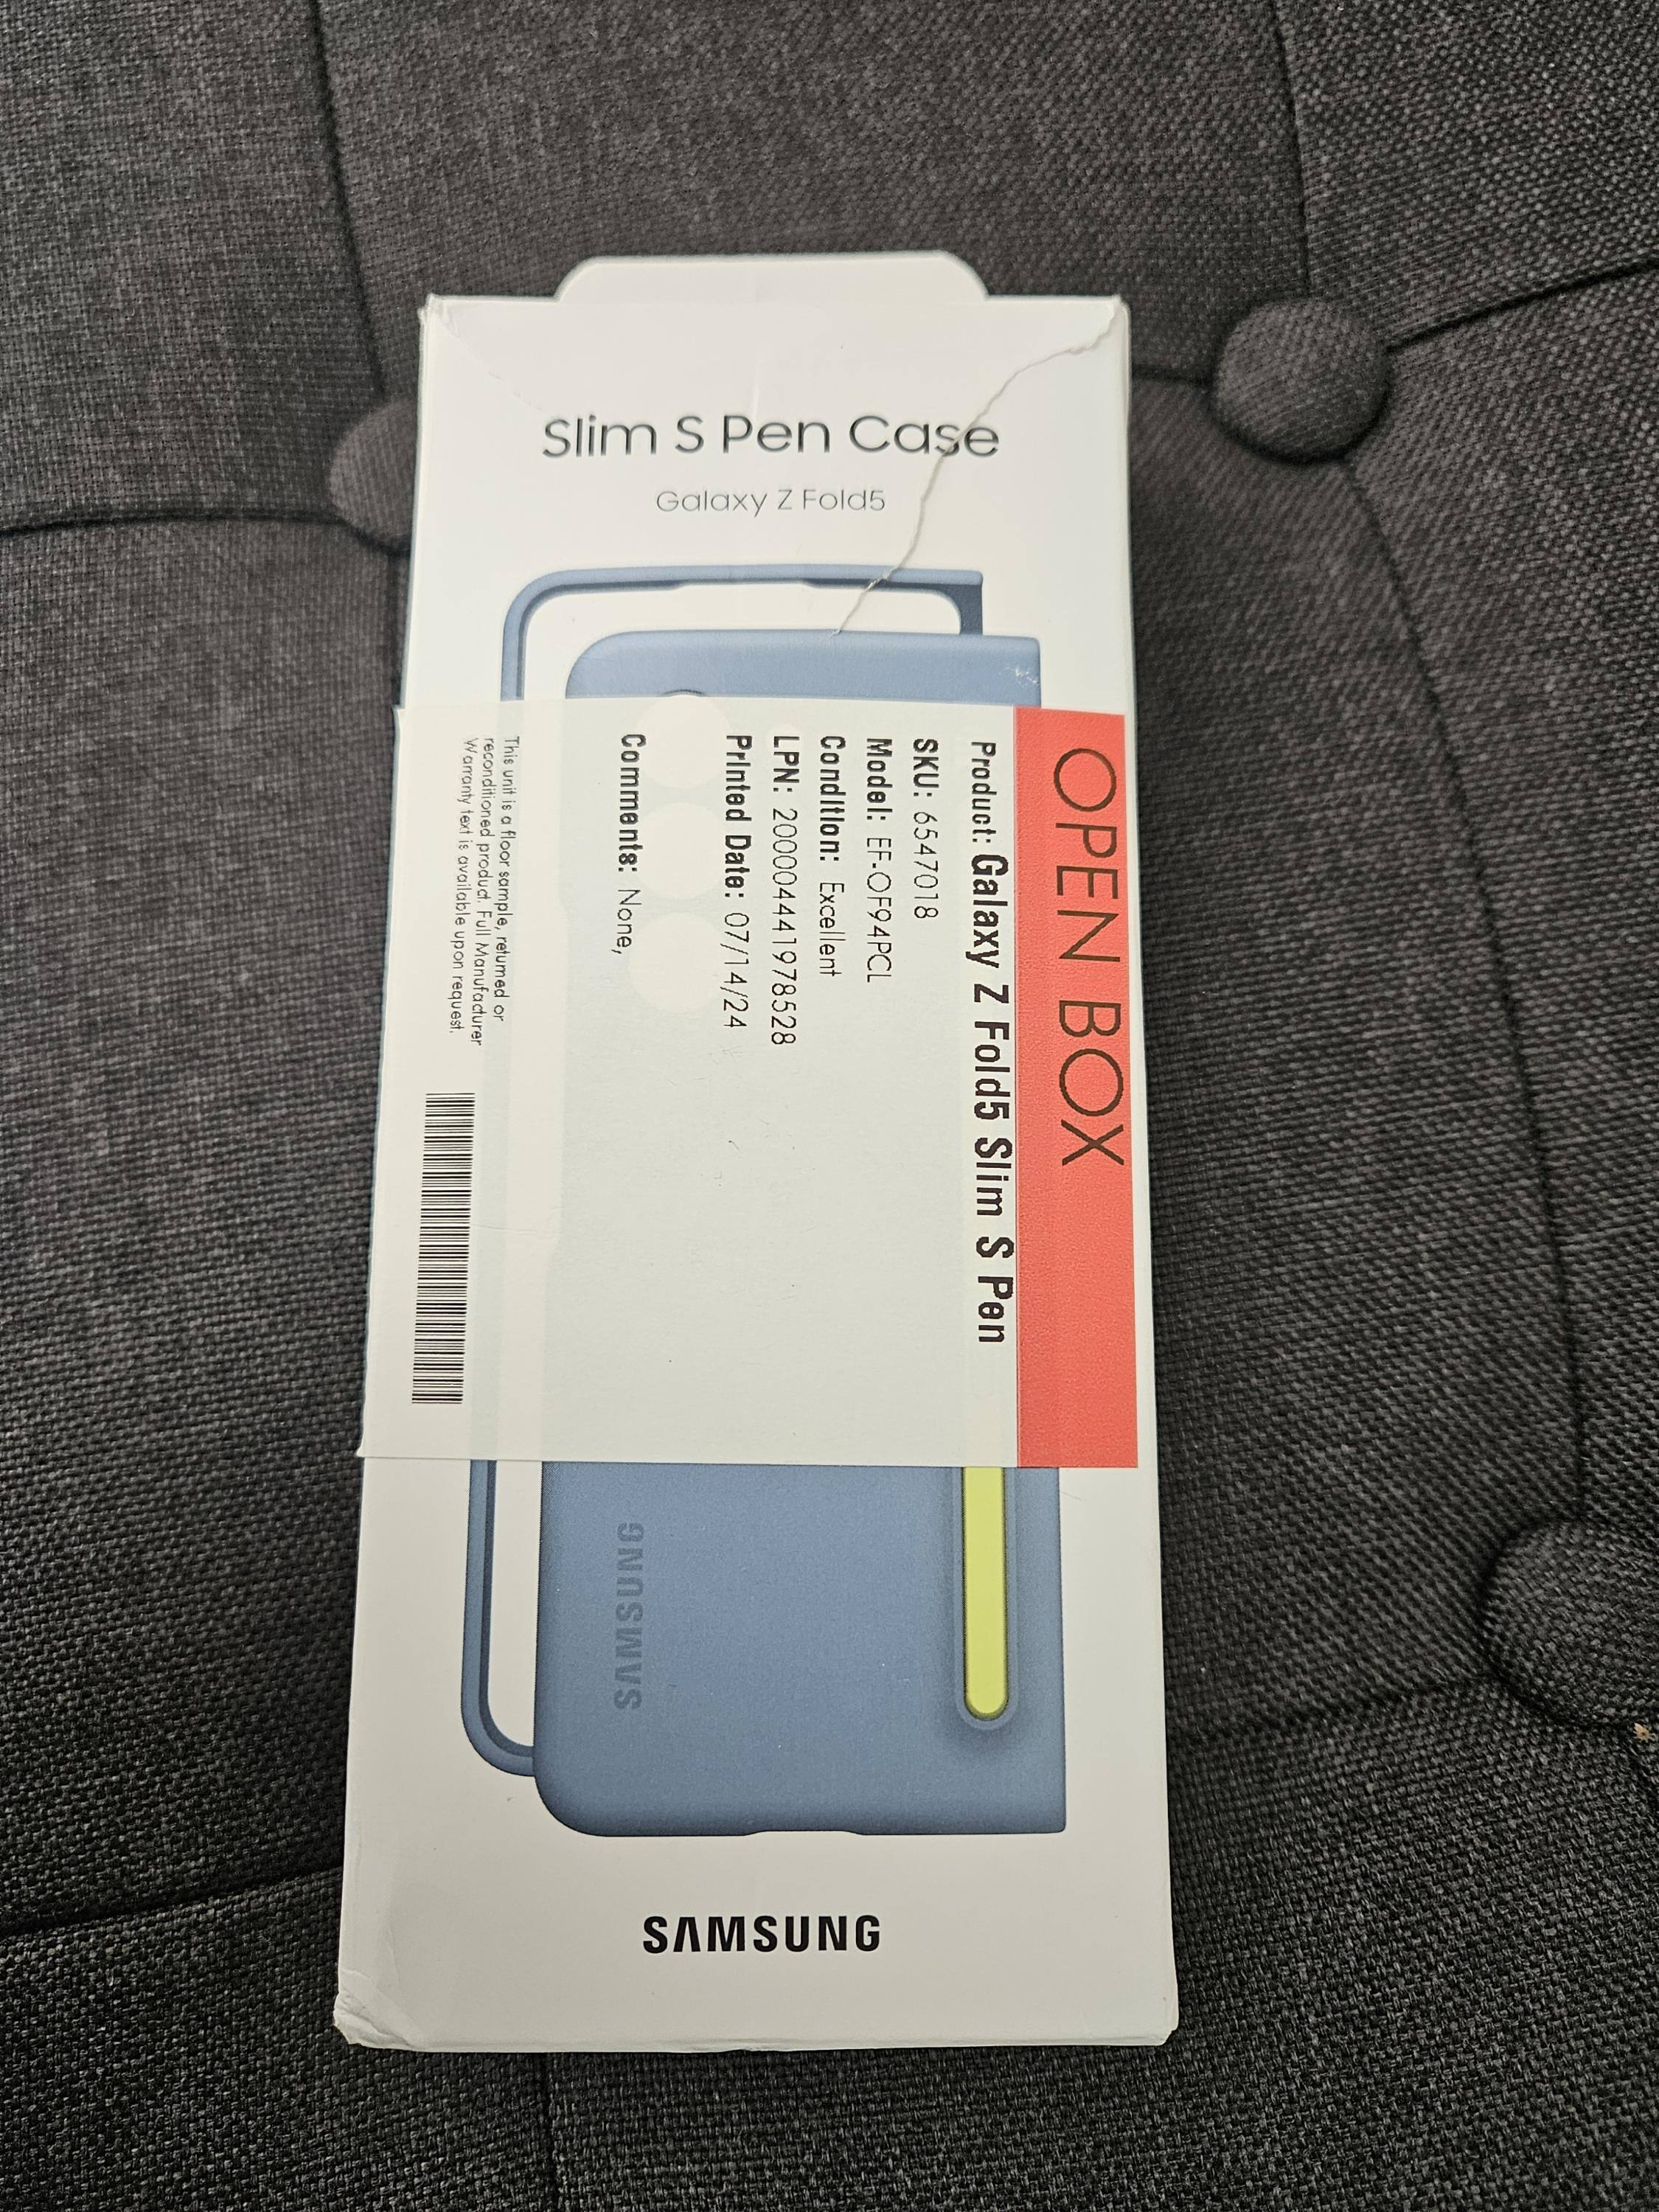 Slim S Pen Case
Galaxy Z Fold5
OPEN BOX
Product: Galaxy Z Fold5 Slim S Pen
SKU: 6547018
Model: EF-OF94PCL
Condition: Excellent
LPN: 200004441978528
Printed Date: 07/14/24
Comments: None,
This unit is a floor sample, returned or
reconditioned product. Full Manufacturer
Warranty text is available upon request.
SAMSUNG
SAMSUNG